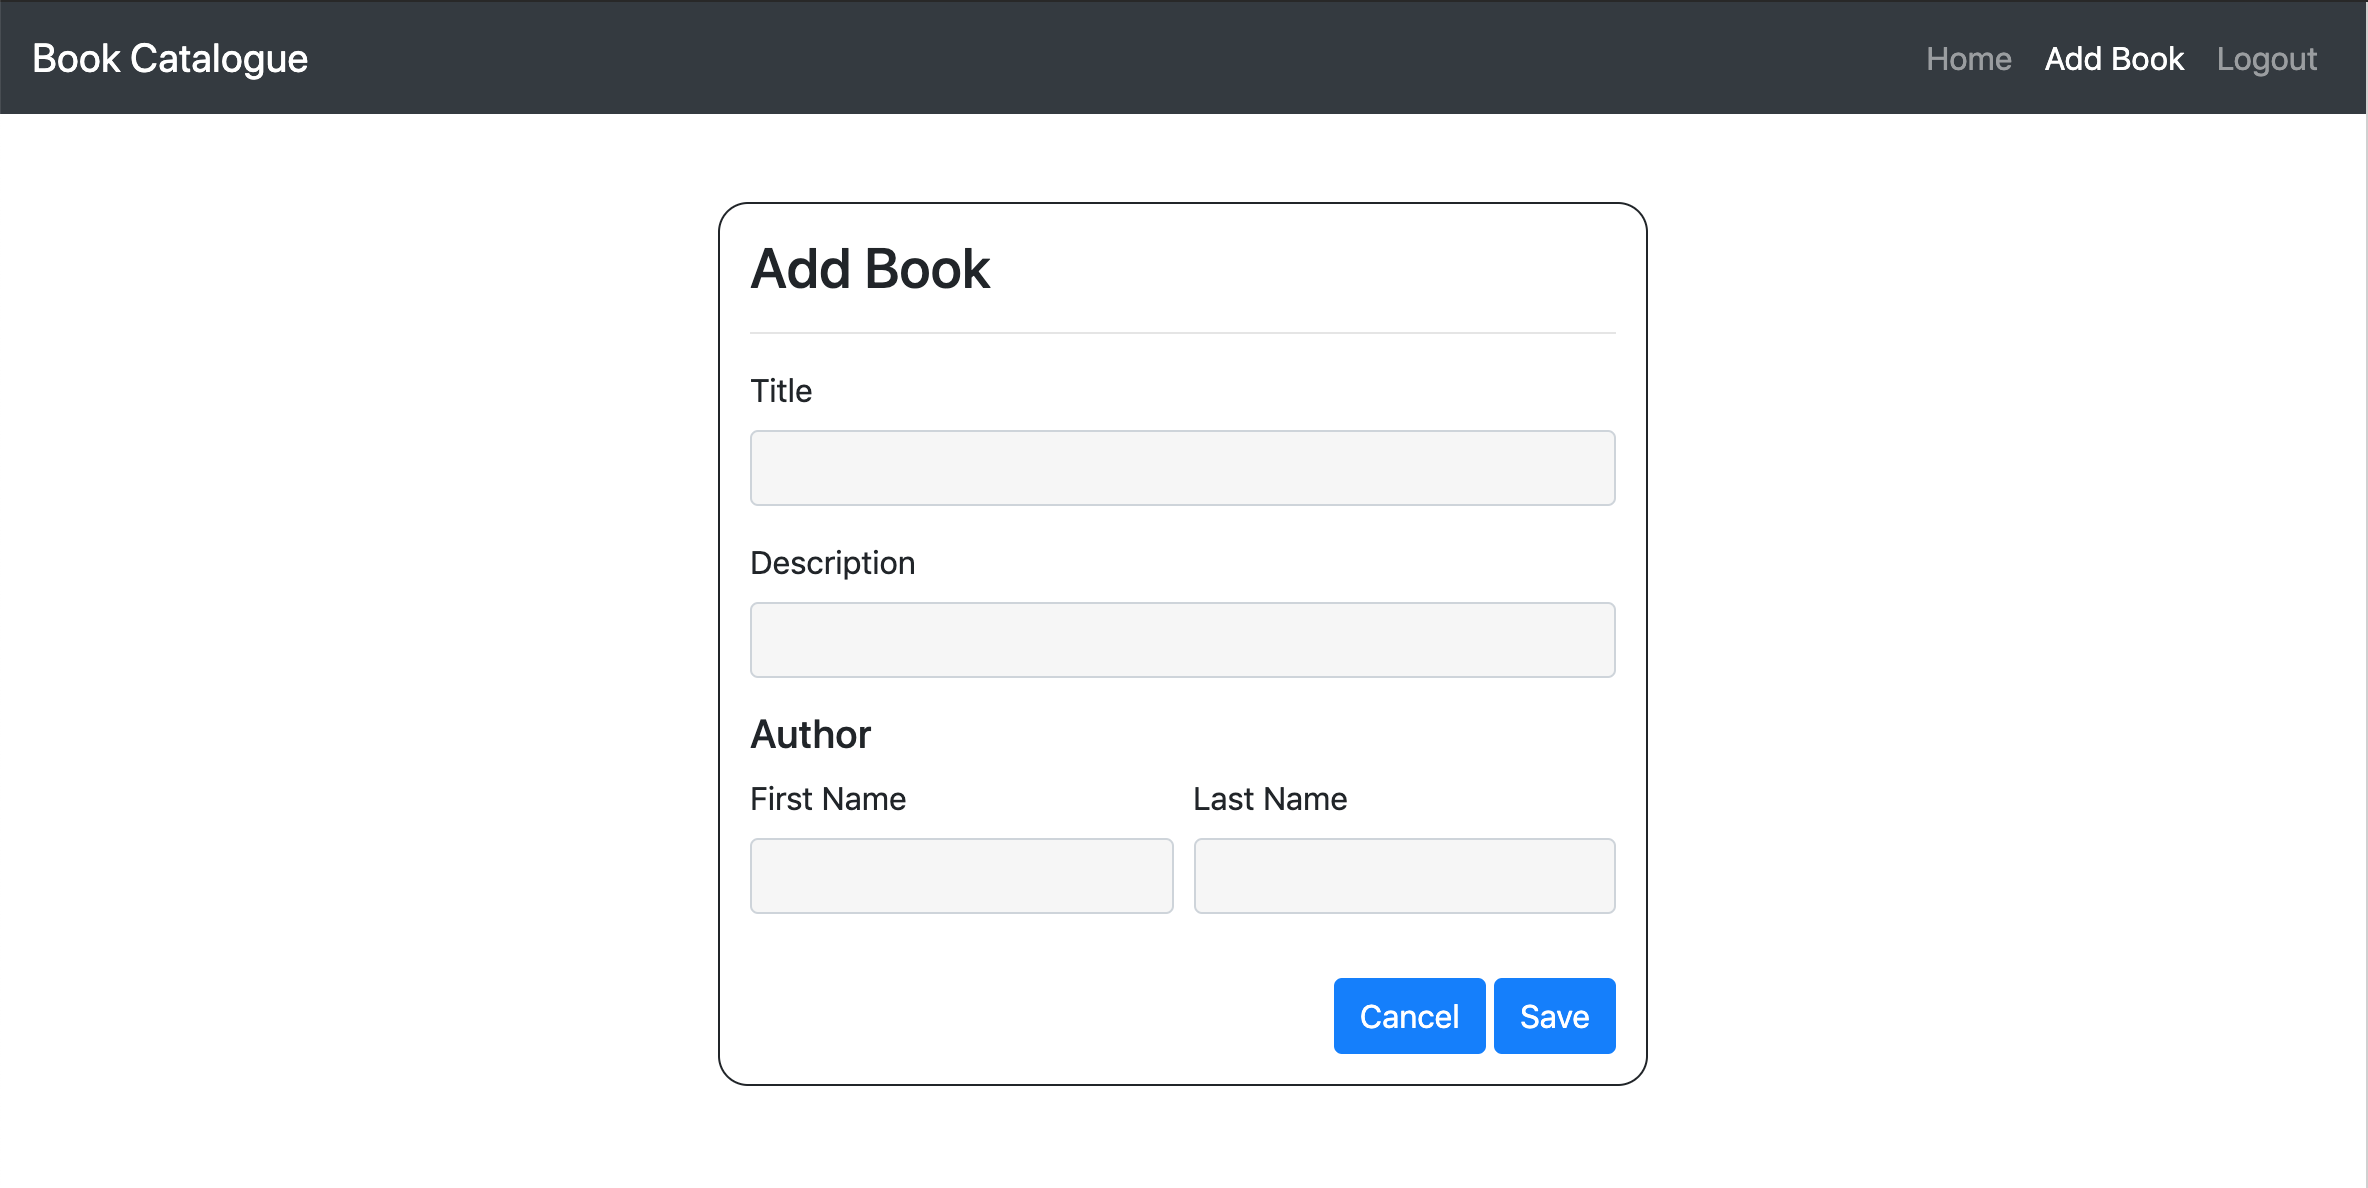 Book Catalogue Home Add Book Logout
Add Book
Title
Description
Author
First Name Last Name
Cancel Save